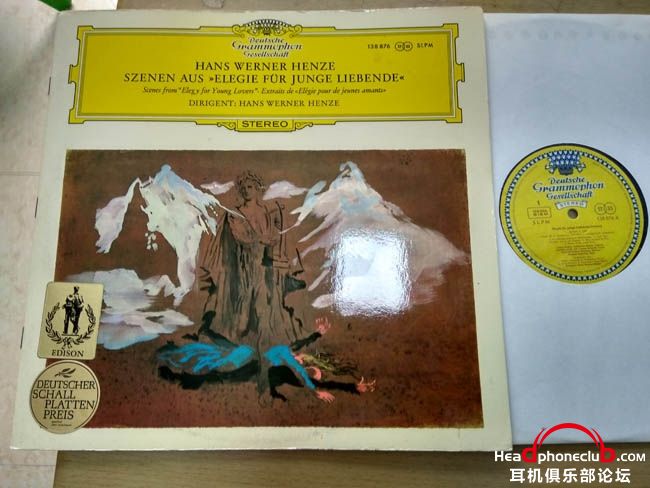 Deutsche
Grammophon
Gesellschaft
138 876
SLPM
HANS WERNER HENZE
SZENEN AUS »ELEGIE FÜR JUNGE LIEBENDE«
Scenes from "Elegy for Young Lovers" · Extraits de «Elégie pour de jeunes amants»
DIRIGENT: HANS WERNER HENZE
STEREO
EDISON
DEUTSCHER
SCHALL
PLATTEN
PREIS
Deutsche
Grammophon
Gesellschaft
STEREO
1
33
SLPM
138 876 A
Headphoneclub.com
耳机俱乐部论坛